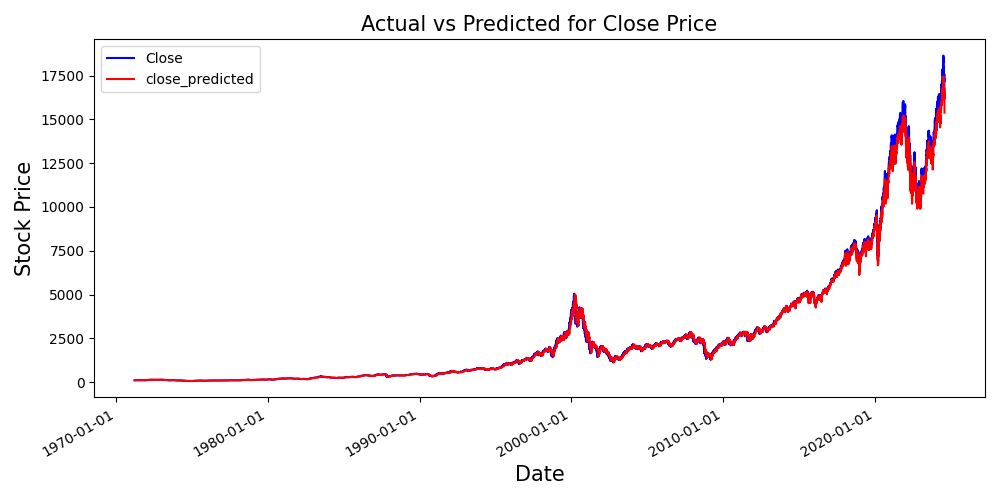 Actual vs Predicted for Close Price
Close
close_predicted
17500
15000
12500
10000
7500
5000
2500
0
Stock Price
1970-01-01
1980-01-01
1990-01-01
2000-01-01
2010-01-01
2020-01-01
Date